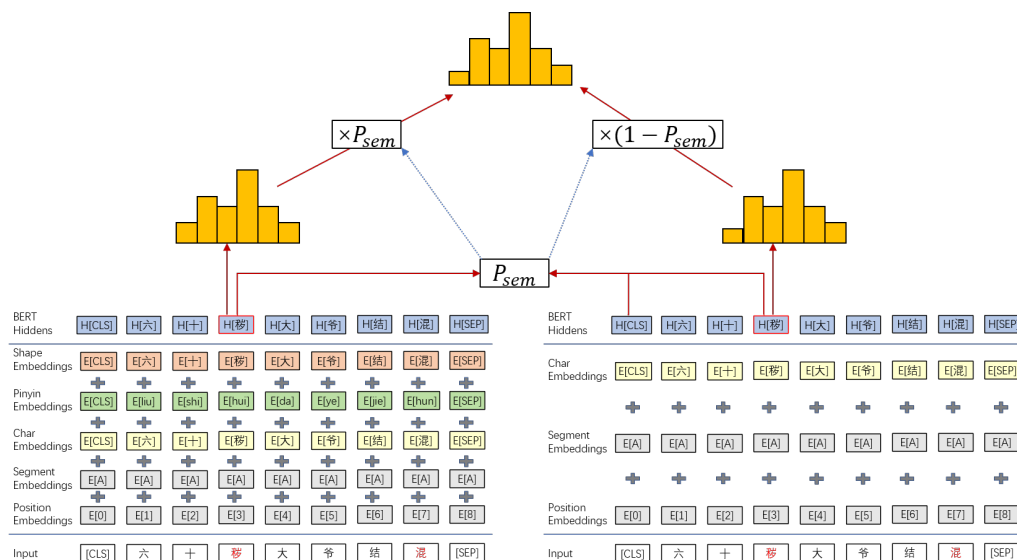 ×P_sem
×(1 − P_sem)
P_sem
BERT Hiddens H[CLS] H[六] H[十] H[秽] H[大] H[爷] H[结] H[混] H[SEP]
Shape Embeddings E[CLS] E[六] E[十] E[秽] E[大] E[爷] E[结] E[混] E[SEP]
Pinyin Embeddings E[CLS] E[liu] E[shi] E[hui] E[da] E[ye] E[jie] E[hun] E[SEP]
Char Embeddings E[CLS] E[六] E[十] E[秽] E[大] E[爷] E[结] E[混] E[SEP]
Segment Embeddings E[A] E[A] E[A] E[A] E[A] E[A] E[A] E[A] E[A]
Position Embeddings E[0] E[1] E[2] E[3] E[4] E[5] E[6] E[7] E[8]
Input [CLS] 六 十 秽 大 爷 结 混 [SEP]
BERT Hiddens H[CLS] H[六] H[十] H[秽] H[大] H[爷] H[结] H[混] H[SEP]
Char Embeddings E[CLS] E[六] E[十] E[秽] E[大] E[爷] E[结] E[混] E[SEP]
Segment Embeddings E[A] E[A] E[A] E[A] E[A] E[A] E[A] E[A] E[A]
Position Embeddings E[0] E[1] E[2] E[3] E[4] E[5] E[6] E[7] E[8]
Input [CLS] 六 十 秽 大 爷 结 混 [SEP]